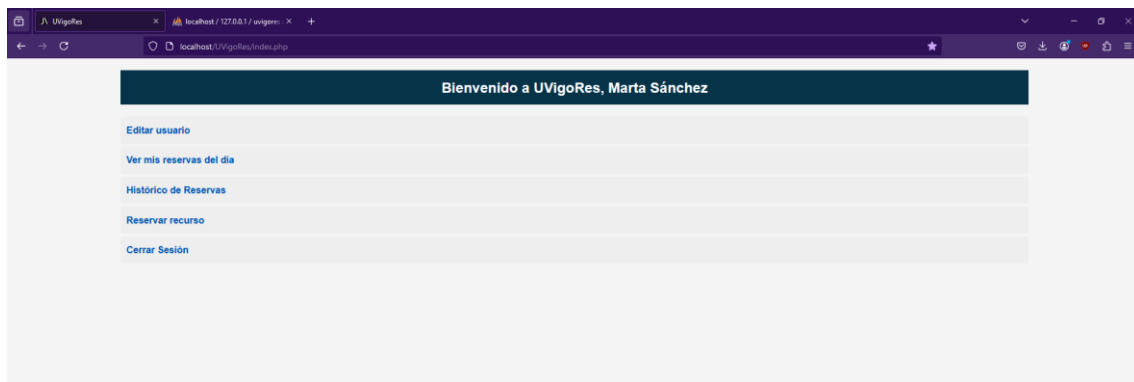 UVigoRes
localhost / 127.0.0.1 / uvigores
localhost/UVigoRes/index.php
Bienvenido a UVigoRes, Marta Sánchez
Editar usuario
Ver mis reservas del día
Histórico de Reservas
Reservar recurso
Cerrar Sesión